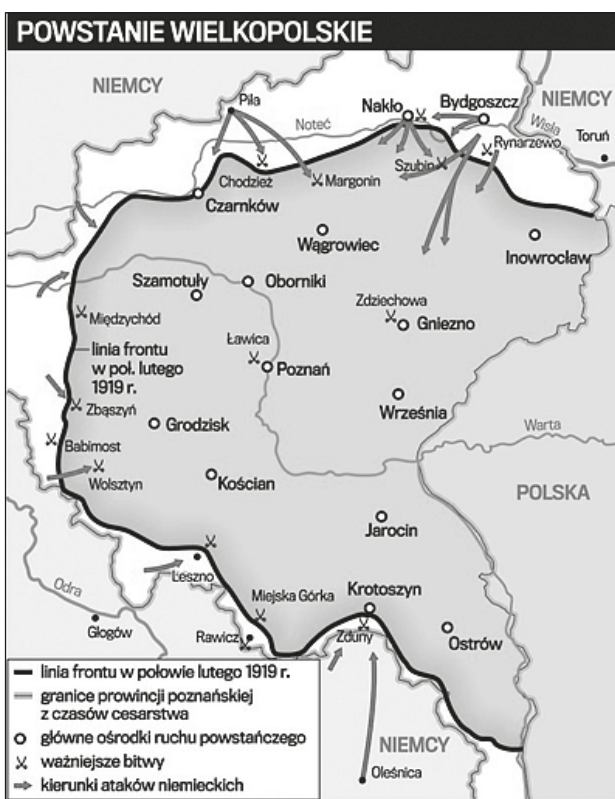 POWSTANIE WIELKOPOLSKIE
NIEMCY
Piła
Noteć
Nakło
Bydgoszcz
NIEMCY
Wisła
Toruń
Rynarzewo
Szubin
Chodzież
Margonin
Czarnków
Wągrowiec
Inowrocław
Szamotuły
Oborniki
Zdziechowa
Gniezno
Międzychód
Ławica
Poznań
linia frontu
w poł. lutego
1919 r.
Września
Zbąszyń
Grodzisk
Warta
Babimost
Wolsztyn
Kościan
POLSKA
Jarocin
Leszno
Odra
Głogów
Miejska Górka
Krotoszyn
Rawicz
Zduny
Ostrów
linia frontu w połowie lutego 1919 r.
granice prowincji poznańskiej
z czasów cesarstwa
główne ośrodki ruchu powstańczego
ważniejsze bitwy
kierunki ataków niemieckich
NIEMCY
Oleśnica